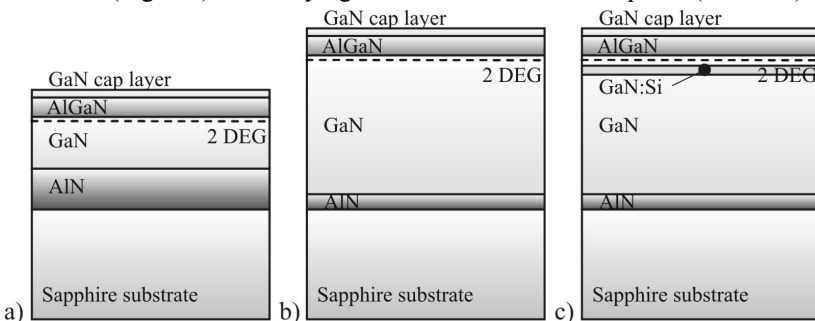 GaN cap layer
AlGaN
2 DEG
GaN
AlN
Sapphire substrate
a)
GaN cap layer
AlGaN
2 DEG
GaN
AlN
Sapphire substrate
b)
GaN cap layer
AlGaN
2 DEG
GaN:Si
GaN
AlN
Sapphire substrate
c)